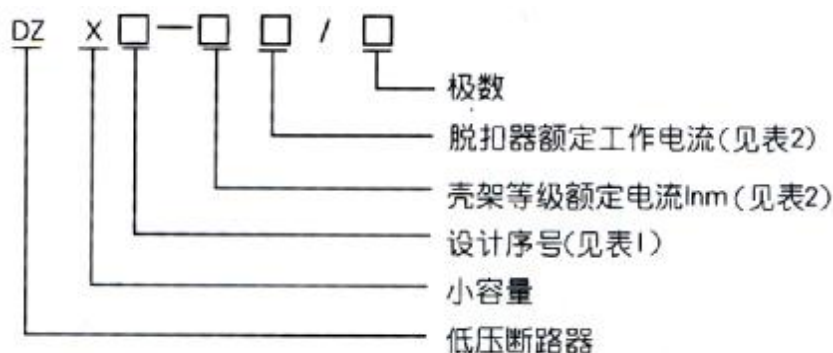 DZ X□-□ □ / □
极数
脱扣器额定工作电流(见表2)
壳架等级额定电流Inm(见表2)
设计序号(见表1)
小容量
低压断路器